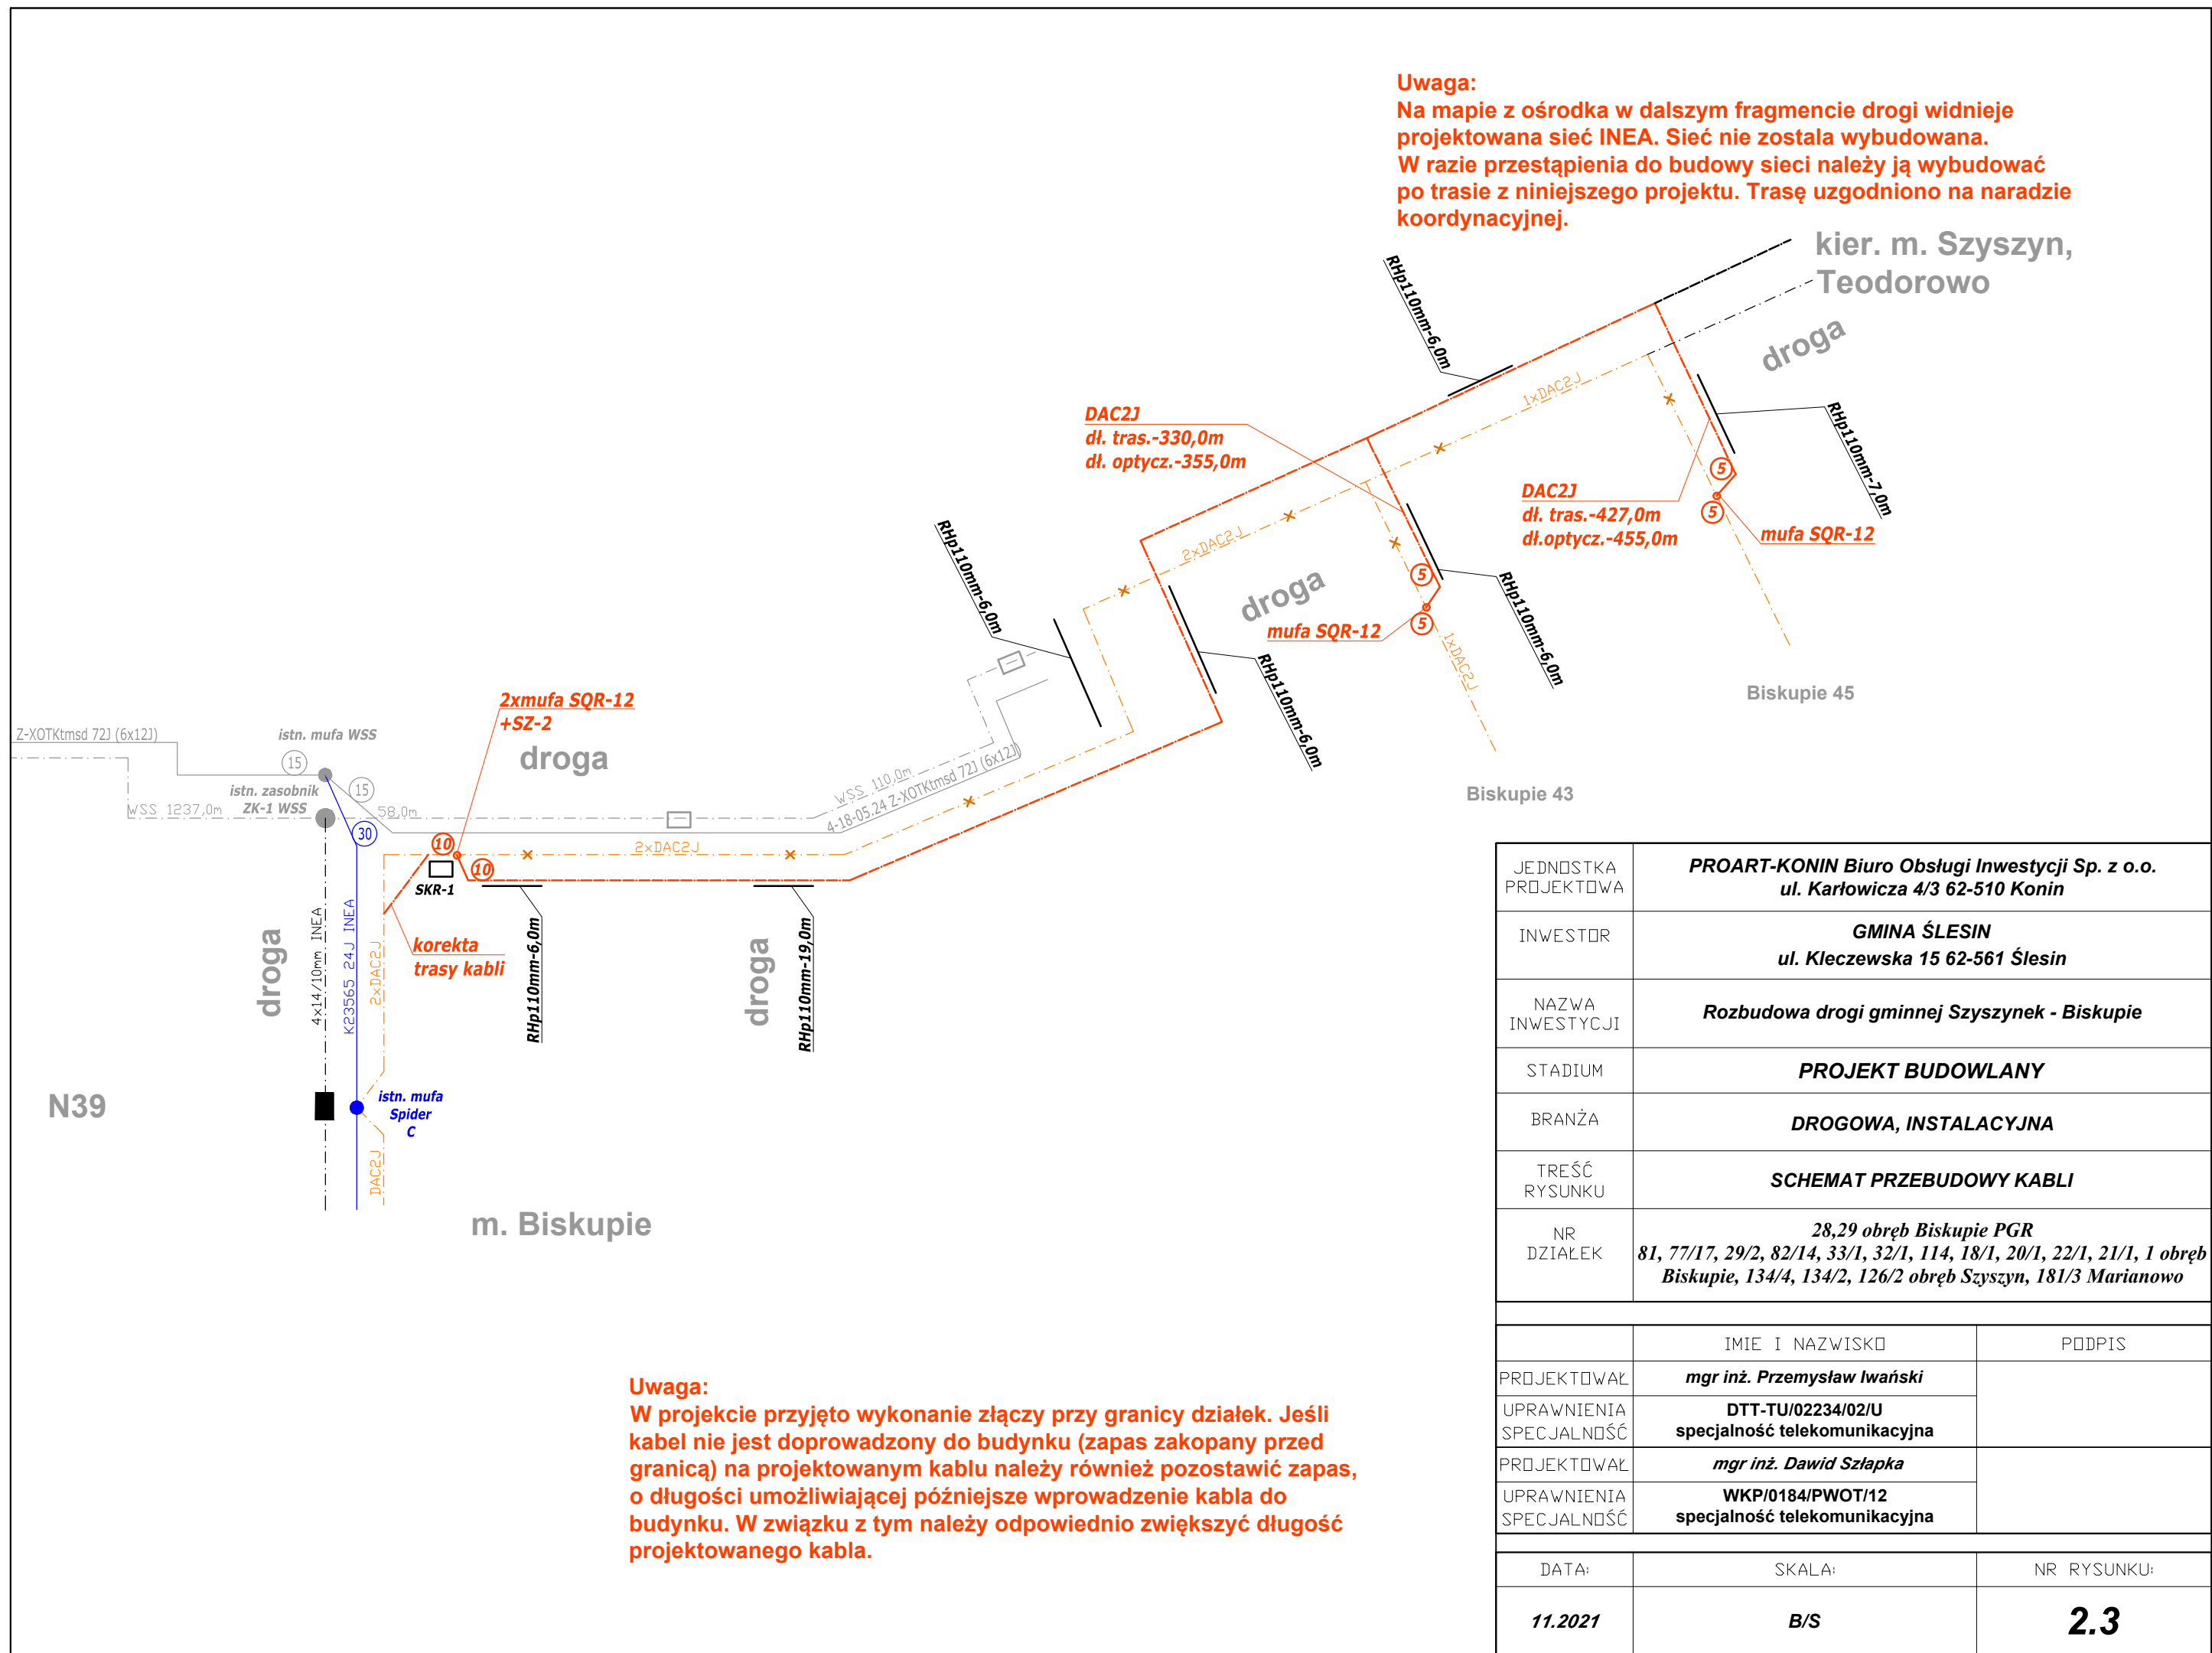 Uwaga:
Na mapie z ośrodka w dalszym fragmencie drogi widnieje
projektowana sieć INEA. Sieć nie zostala wybudowana.
W razie przestąpienia do budowy sieci należy ją wybudować
po trasie z niniejszego projektu. Trasę uzgodniono na naradzie
koordynacyjnej.
kier. m. Szyszyn,
Teodorowo
droga
RHp110mm-6,0m
1xDAC2J
RHp110mm-7,0m
DAC2J
dł. tras.-330,0m
dł. optycz.-355,0m
DAC2J
dł. tras.-427,0m
dł.optycz.-455,0m
5
5
mufa SQR-12
2xDAC2J
RHp110mm-6,0m
droga
5
5
mufa SQR-12
RHp110mm-6,0m
1xDAC2J
RHp110mm-6,0m
Biskupie 45
Biskupie 43
2xmufa SQR-12
+SZ-2
droga
Z-XOTKtmsd 72J (6x12J)
istn. mufa WSS
15
15
istn. zasobnik
ZK-1 WSS
WSS 1237,0m
58,0m
WSS 110,0m
4-18-05.24 Z-XOTKtmsd 72J (6x12J)
30
10
10
SKR-1
2xDAC2J
korekta
trasy kabli
droga
4x14/10mm INEA
K23565 24J INEA
2xDAC2J
RHp110mm-6,0m
droga
RHp110mm-19,0m
N39
istn. mufa
Spider
C
DAC2J
m. Biskupie
Uwaga:
W projekcie przyjęto wykonanie złączy przy granicy działek. Jeśli
kabel nie jest doprowadzony do budynku (zapas zakopany przed
granicą) na projektowanym kablu należy również pozostawić zapas,
o długości umożliwiającej późniejsze wprowadzenie kabla do
budynku. W związku z tym należy odpowiednio zwiększyć długość
projektowanego kabla.
JEDNOSTKA
PROJEKTOWA
PROART-KONIN Biuro Obsługi Inwestycji Sp. z o.o.
ul. Karłowicza 4/3 62-510 Konin
INWESTOR
GMINA ŚLESIN
ul. Kleczewska 15 62-561 Ślesin
NAZWA
INWESTYCJI
Rozbudowa drogi gminnej Szyszynek - Biskupie
STADIUM
PROJEKT BUDOWLANY
BRANŻA
DROGOWA, INSTALACYJNA
TREŚĆ
RYSUNKU
SCHEMAT PRZEBUDOWY KABLI
NR
DZIAŁEK
28,29 obręb Biskupie PGR
81, 77/17, 29/2, 82/14, 33/1, 32/1, 114, 18/1, 20/1, 22/1, 21/1, 1 obręb
Biskupie, 134/4, 134/2, 126/2 obręb Szyszyn, 181/3 Marianowo
IMIE I NAZWISKO
PODPIS
PROJEKTOWAŁ
mgr inż. Przemysław Iwański
UPRAWNIENIA
SPECJALNOŚĆ
DTT-TU/02234/02/U
specjalność telekomunikacyjna
PROJEKTOWAŁ
mgr inż. Dawid Szłapka
UPRAWNIENIA
SPECJALNOŚĆ
WKP/0184/PWOT/12
specjalność telekomunikacyjna
DATA:
SKALA:
NR RYSUNKU:
11.2021
B/S
2.3